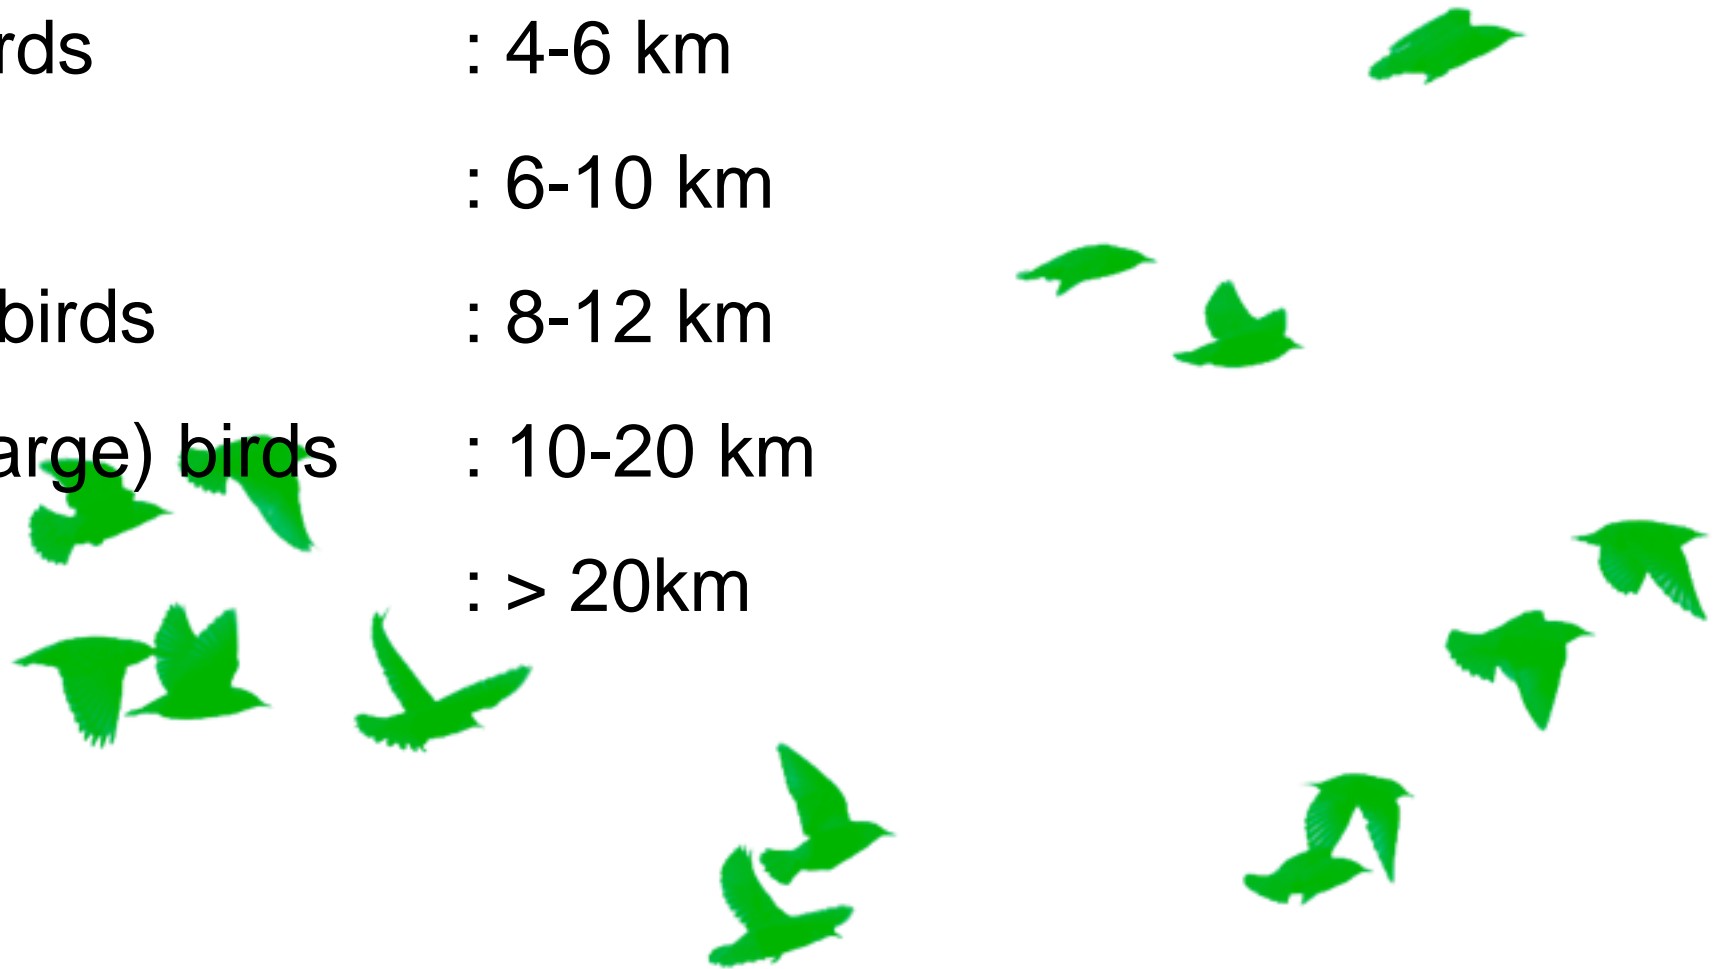 rds : 4-6 km
: 6-10 km
birds : 8-12 km
arge) birds : 10-20 km
: > 20km